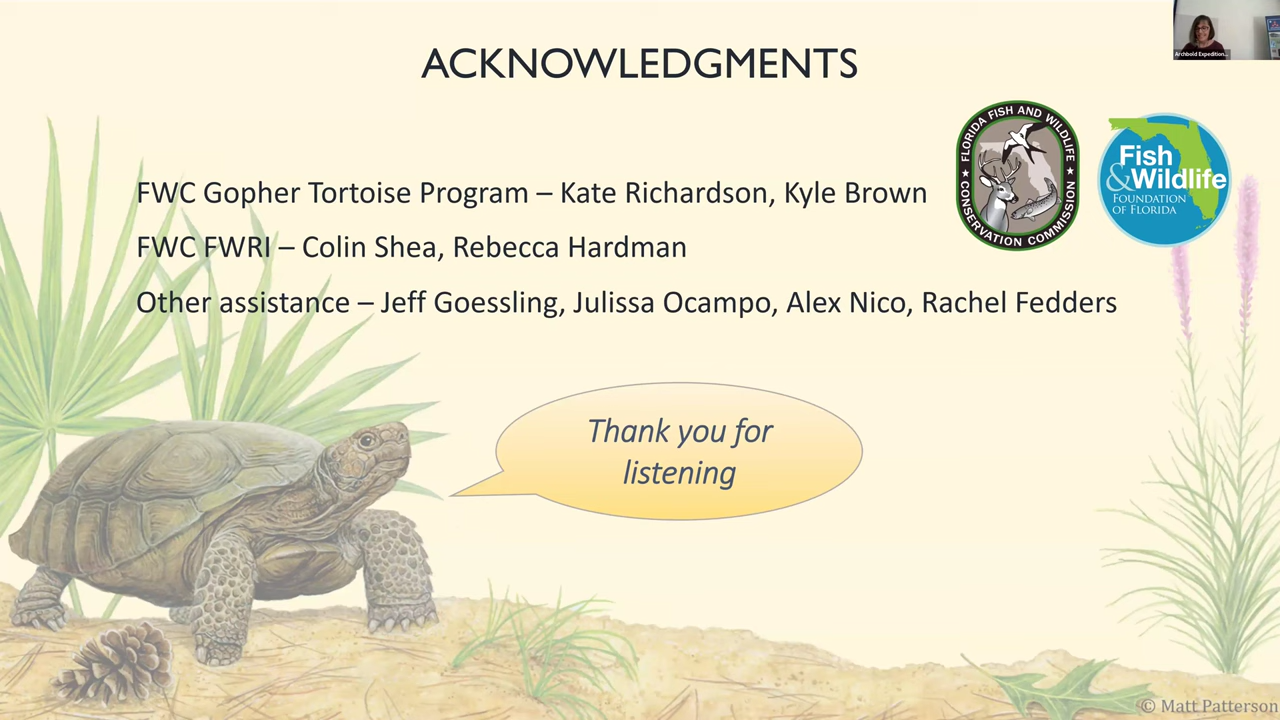 ACKNOWLEDGMENTS
Archbold Expedition...
FLORIDA FISH AND WILDLIFE
CONSERVATION COMMISSION
Fish
&Wildlife
FOUNDATION
OF FLORIDA
FWC Gopher Tortoise Program – Kate Richardson, Kyle Brown
FWC FWRI – Colin Shea, Rebecca Hardman
Other assistance – Jeff Goessling, Julissa Ocampo, Alex Nico, Rachel Fedders
Thank you for
listening
© Matt Patterson